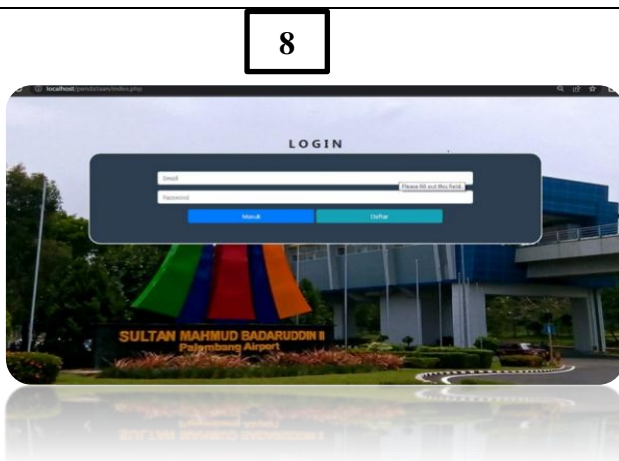 8
localhost/pendataan/index.php
LOGIN
Email
Please fill out this field.
Password
Masuk
Daftar
SULTAN MAHMUD BADARUDDIN II
Palembang Airport